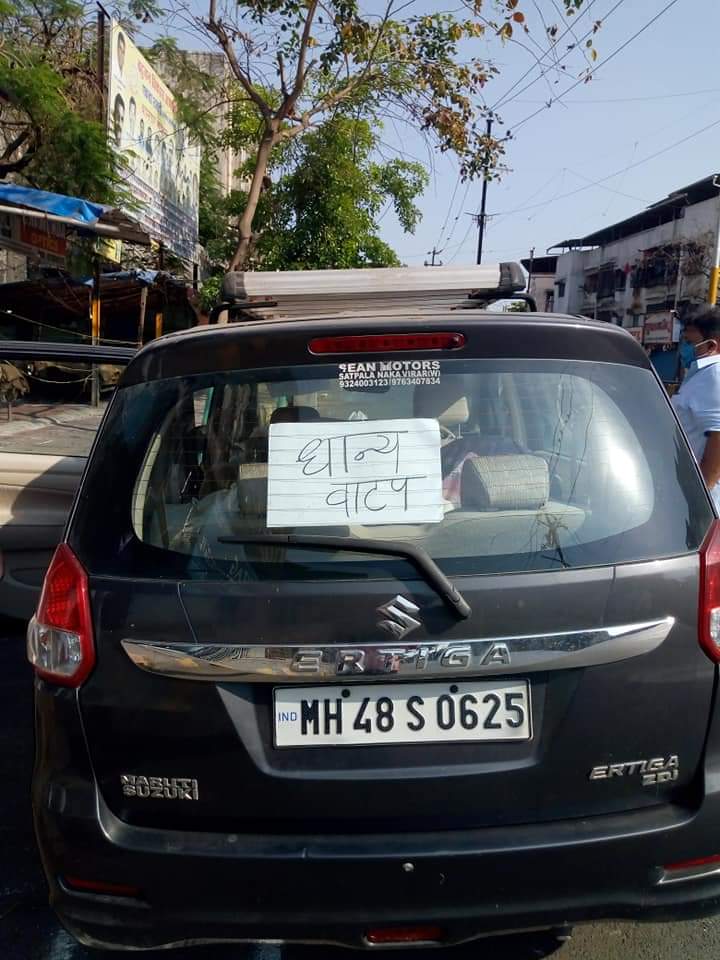 SEAN MOTORS
SATPALA NAKA VIRAR(W)
9324003123/9763407834
धान्य
वाटप
ERTIGA
IND MH 48 S 0625
MARUTI
SUZUKI
ERTIGA
ZDI